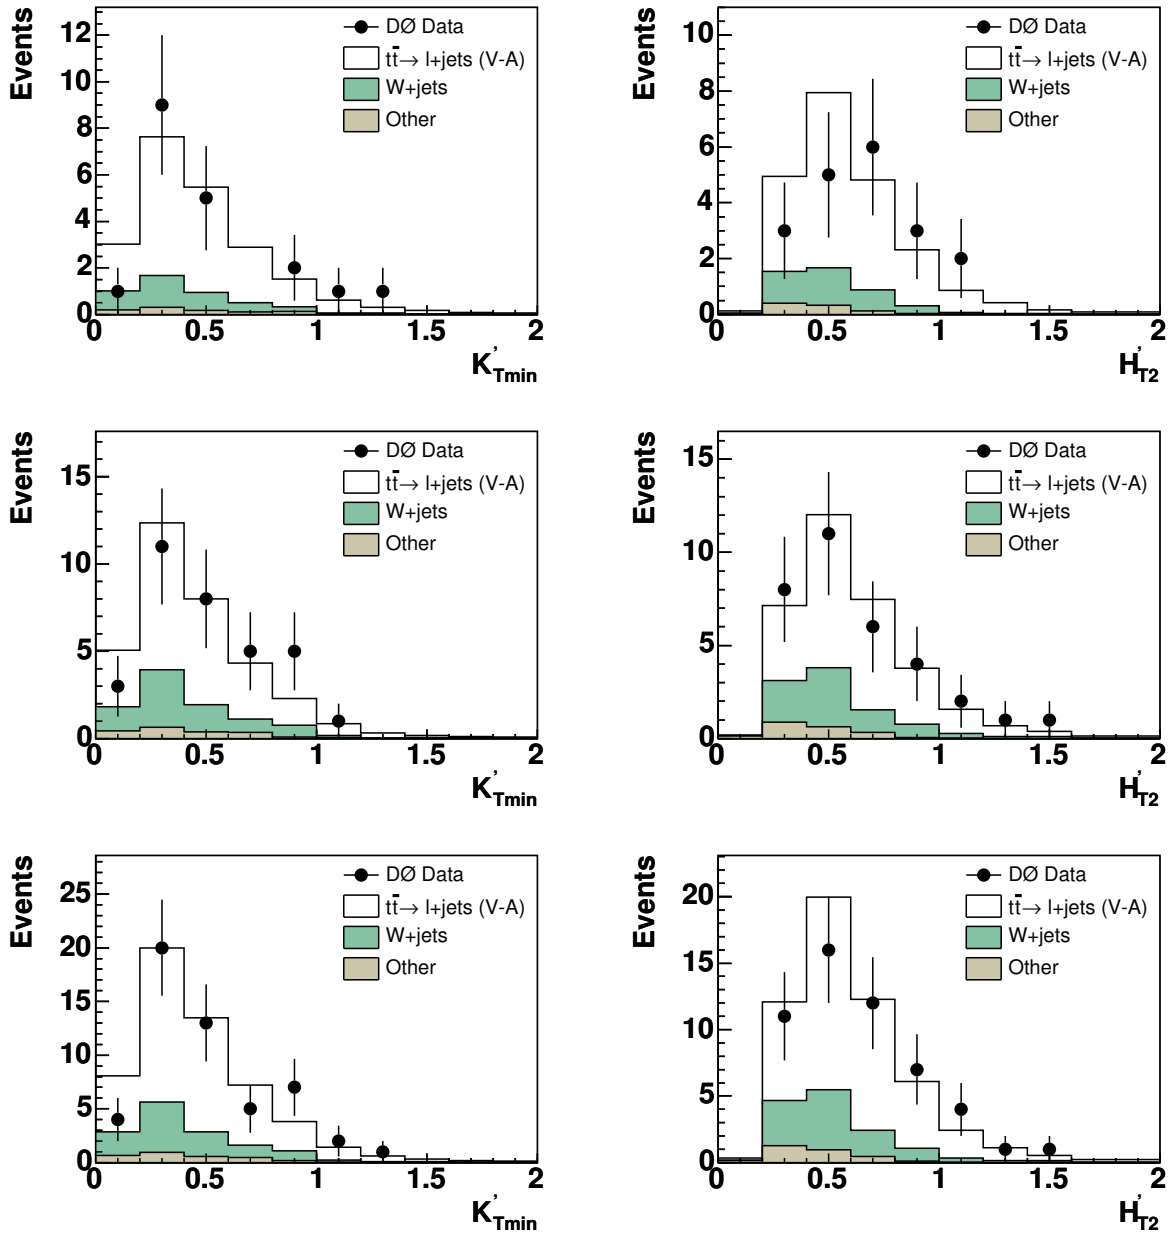 Events
12
10
8
6
4
2
0
DØ Data
tt̄→ l+jets (V-A)
W+jets
Other
0 0.5 1 1.5 2
K'Tmin
Events
10
8
6
4
2
0
DØ Data
tt̄→ l+jets (V-A)
W+jets
Other
0 0.5 1 1.5 2
H'T2
Events
15
10
5
0
DØ Data
tt̄→ l+jets (V-A)
W+jets
Other
0 0.5 1 1.5 2
K'Tmin
Events
15
10
5
0
DØ Data
tt̄→ l+jets (V-A)
W+jets
Other
0 0.5 1 1.5 2
H'T2
Events
25
20
15
10
5
0
DØ Data
tt̄→ l+jets (V-A)
W+jets
Other
0 0.5 1 1.5 2
K'Tmin
Events
20
15
10
5
0
DØ Data
tt̄→ l+jets (V-A)
W+jets
Other
0 0.5 1 1.5 2
H'T2